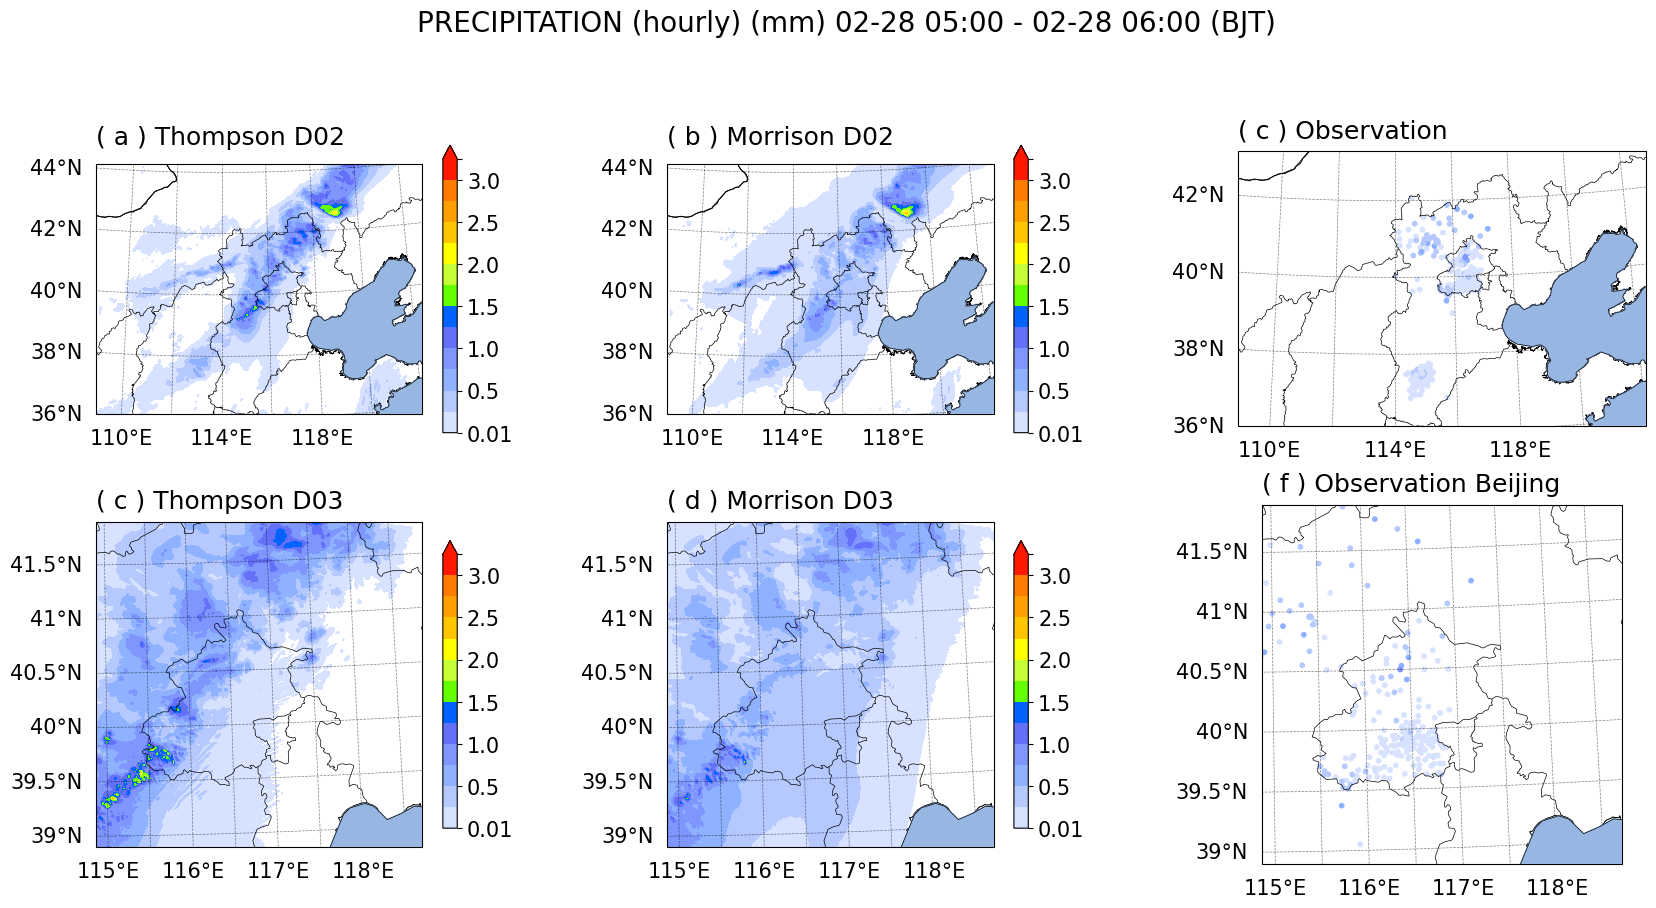 PRECIPITATION (hourly) (mm) 02-28 05:00 - 02-28 06:00 (BJT)
( a ) Thompson D02
44°N
42°N
40°N
38°N
36°N
110°E 114°E 118°E
3.0
2.5
2.0
1.5
1.0
0.5
0.01
( b ) Morrison D02
44°N
42°N
40°N
38°N
36°N
110°E 114°E 118°E
3.0
2.5
2.0
1.5
1.0
0.5
0.01
( c ) Observation
42°N
40°N
38°N
36°N
110°E 114°E 118°E
( c ) Thompson D03
41.5°N
41°N
40.5°N
40°N
39.5°N
39°N
115°E 116°E 117°E 118°E
3.0
2.5
2.0
1.5
1.0
0.5
0.01
( d ) Morrison D03
41.5°N
41°N
40.5°N
40°N
39.5°N
39°N
115°E 116°E 117°E 118°E
3.0
2.5
2.0
1.5
1.0
0.5
0.01
( f ) Observation Beijing
41.5°N
41°N
40.5°N
40°N
39.5°N
39°N
115°E 116°E 117°E 118°E